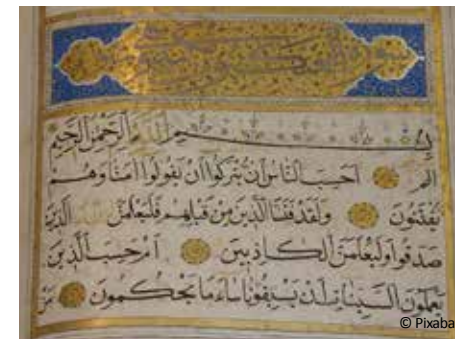 بسم الله الرحمن الرحيم
الم احسب الناس ان يتركوا ان يقولوا امنا وهم
يفتنون ولقد فتنا الذين من قبلهم فليعلمن الله الذين
صدقوا وليعلمن الكاذبين ام حسب الذين
يعملون السيئات ان يسبقونا ساء ما يحكمون من
© Pixaba